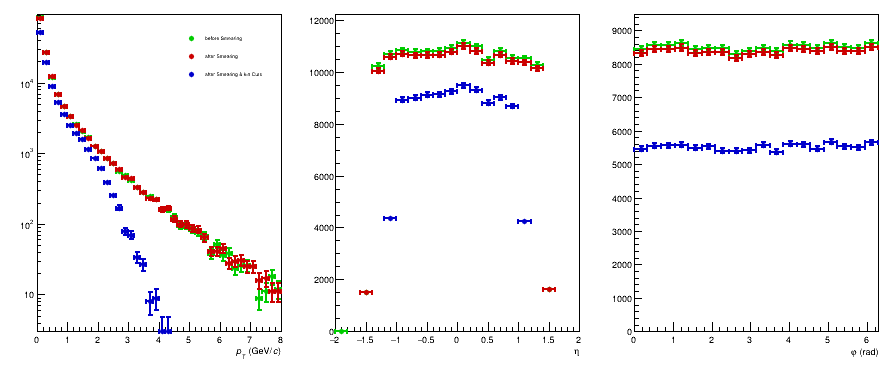 before Smearing
after Smearing
after Smearing & kin Cuts
10⁴
10³
10²
10
0 1 2 3 4 5 6 7 8
p_T (GeV/c)
12000
10000
8000
6000
4000
2000
0
−2 −1.5 −1 −0.5 0 0.5 1 1.5 2
η
9000
8000
7000
6000
5000
4000
3000
2000
1000
0
0 1 2 3 4 5 6
φ (rad)